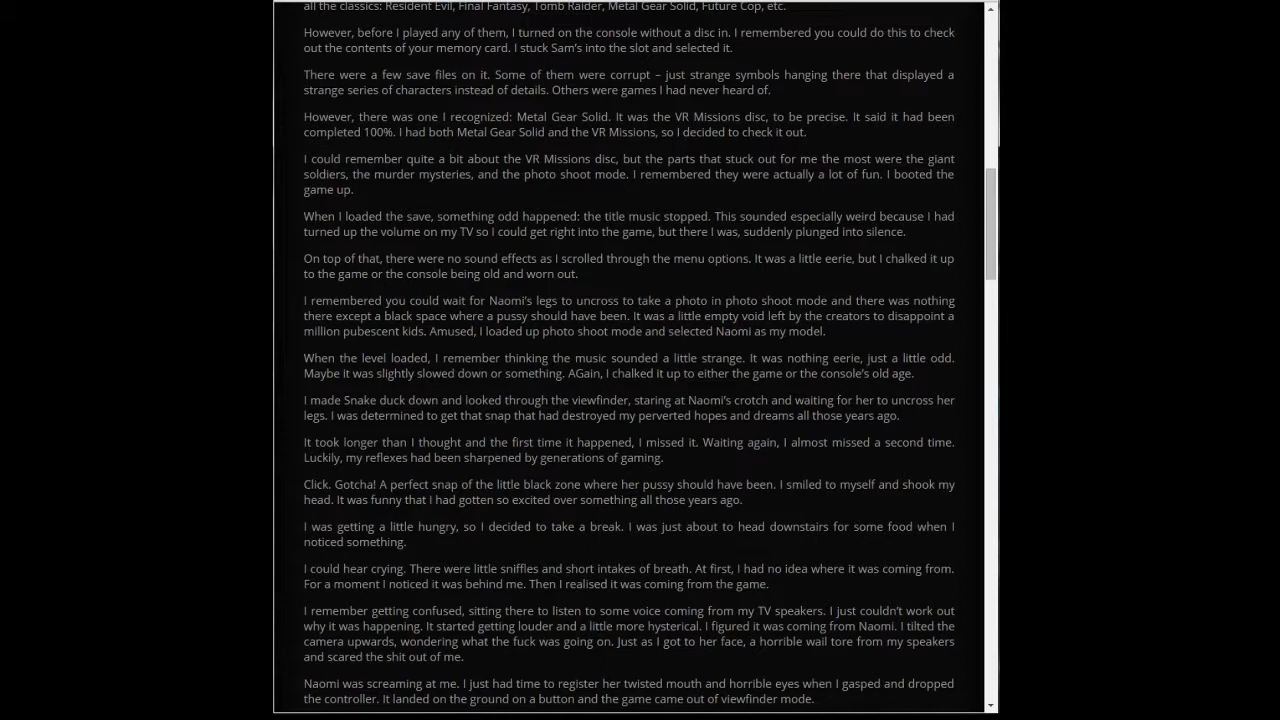 all the classics: Resident Evil, Final Fantasy, Tomb Raider, Metal Gear Solid, Future Cop, etc.
However, before I played any of them, I turned on the console without a disc in. I remembered you could do this to check
out the contents of your memory card. I stuck Sam's into the slot and selected it.
There were a few save files on it. Some of them were corrupt – just strange symbols hanging there that displayed a
strange series of characters instead of details. Others were games I had never heard of.
However, there was one I recognized: Metal Gear Solid. It was the VR Missions disc, to be precise. It said it had been
completed 100%. I had both Metal Gear Solid and the VR Missions, so I decided to check it out.
I could remember quite a bit about the VR Missions disc, but the parts that stuck out for me the most were the giant
soldiers, the murder mysteries, and the photo shoot mode. I remembered they were actually a lot of fun. I booted the
game up.
When I loaded the save, something odd happened: the title music stopped. This sounded especially weird because I had
turned up the volume on my TV so I could get right into the game, but there I was, suddenly plunged into silence.
On top of that, there were no sound effects as I scrolled through the menu options. It was a little eerie, but I chalked it up
to the game or the console being old and worn out.
I remembered you could wait for Naomi's legs to uncross to take a photo in photo shoot mode and there was nothing
there except a black space where a pussy should have been. It was a little empty void left by the creators to disappoint a
million pubescent kids. Amused, I loaded up photo shoot mode and selected Naomi as my model.
When the level loaded, I remember thinking the music sounded a little strange. It was nothing eerie, just a little odd.
Maybe it was slightly slowed down or something. AGain, I chalked it up to either the game or the console's old age.
I made Snake duck down and looked through the viewfinder, staring at Naomi's crotch and waiting for her to uncross her
legs. I was determined to get that snap that had destroyed my perverted hopes and dreams all those years ago.
It took longer than I thought and the first time it happened, I missed it. Waiting again, I almost missed a second time.
Luckily, my reflexes had been sharpened by generations of gaming.
Click. Gotcha! A perfect snap of the little black zone where her pussy should have been. I smiled to myself and shook my
head. It was funny that I had gotten so excited over something all those years ago.
I was getting a little hungry, so I decided to take a break. I was just about to head downstairs for some food when I
noticed something.
I could hear crying. There were little sniffles and short intakes of breath. At first, I had no idea where it was coming from.
For a moment I noticed it was behind me. Then I realised it was coming from the game.
I remember getting confused, sitting there to listen to some voice coming from my TV speakers. I just couldn't work out
why it was happening. It started getting louder and a little more hysterical. I figured it was coming from Naomi. I tilted the
camera upwards, wondering what the fuck was going on. Just as I got to her face, a horrible wail tore from my speakers
and scared the shit out of me.
Naomi was screaming at me. I just had time to register her twisted mouth and horrible eyes when I gasped and dropped
the controller. It landed on the ground on a button and the game came out of viewfinder mode.